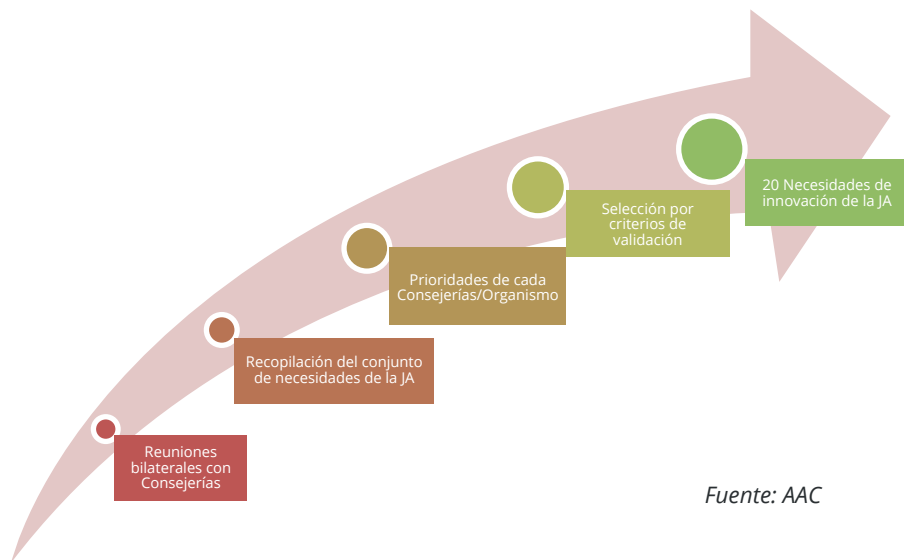 20 Necesidades de
innovación de la JA
Selección por
criterios de
validación
Prioridades de cada
Consejerías/Organismo
Recopilación del conjunto
de necesidades de la JA
Reuniones
bilaterales con
Consejerías
Fuente: AAC